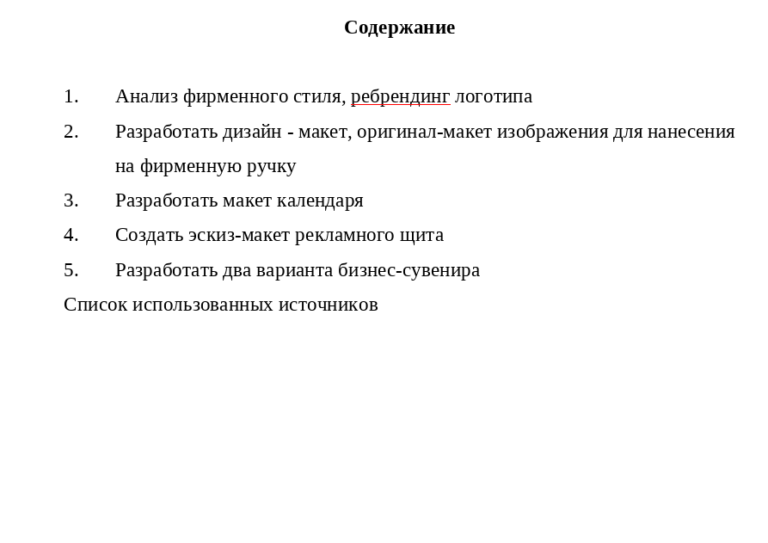 Содержание
1. Анализ фирменного стиля, ребрендинг логотипа
2. Разработать дизайн - макет, оригинал-макет изображения для нанесения
на фирменную ручку
3. Разработать макет календаря
4. Создать эскиз-макет рекламного щита
5. Разработать два варианта бизнес-сувенира
Список использованных источников